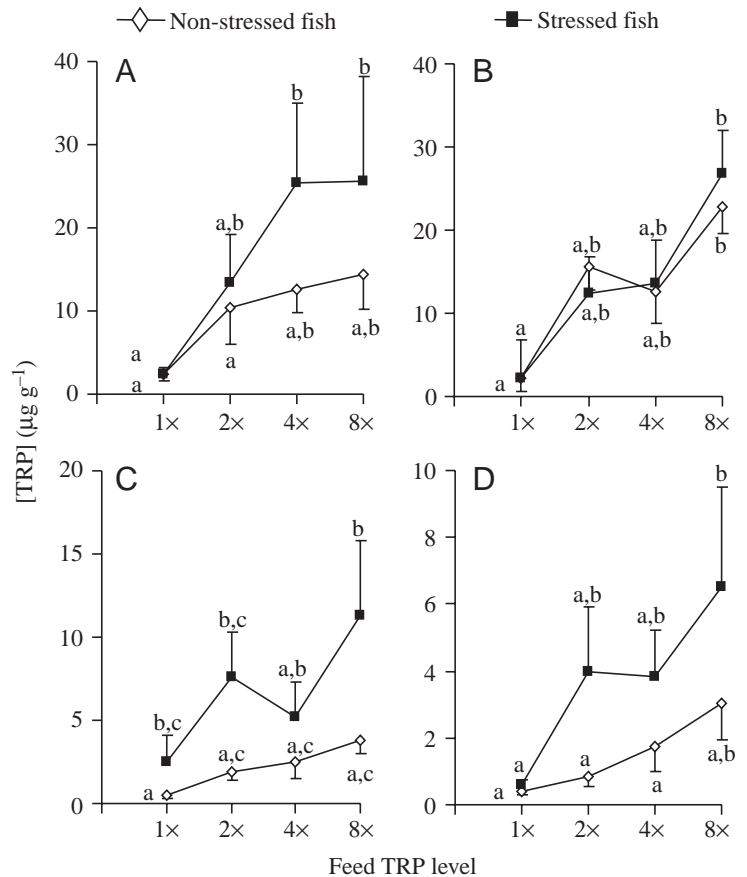 Non-stressed fish
Stressed fish
A
40
30
20
10
0
b
b
a,b
a
a
a
a,b
a,b
1×
2×
4×
8×
B
40
30
20
10
0
b
a,b
a,b
a
a
a,b
a,b
b
1×
2×
4×
8×
[TRP] (µg g⁻¹)
C
20
15
10
5
0
b
b,c
a,b
b,c
a
a,c
a,c
a,c
1×
2×
4×
8×
D
10
8
6
4
2
0
b
a,b
a,b
a
a
a
a
a,b
1×
2×
4×
8×
Feed TRP level